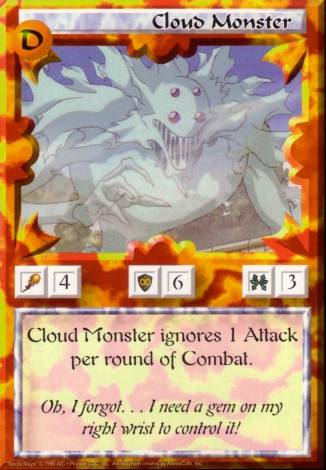 Cloud Monster
D
4 6 3
Cloud Monster ignores 1 Attack
per round of Combat.
Oh, I forgot. . . I need a gem on my
right wrist to control it!